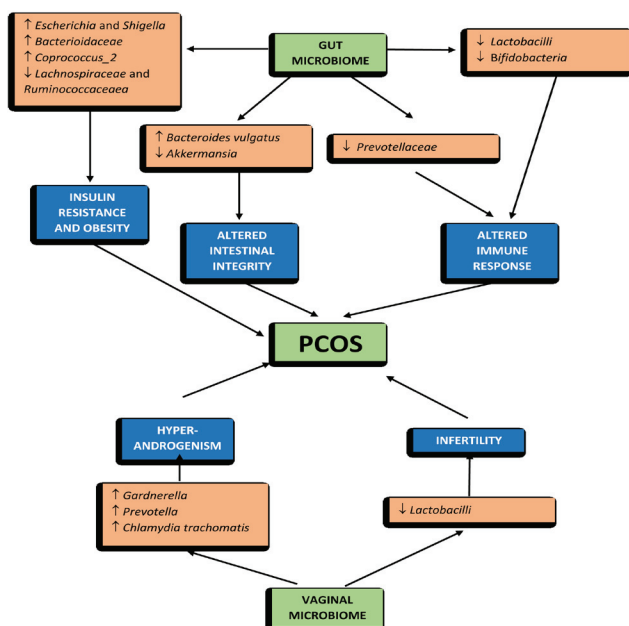 ↑ Escherichia and Shigella
↑ Bacterioidaceae
↑ Coprococcus_2
↓ Lachnospiraceae and
Ruminococcaceaea
GUT
MICROBIOME
↓ Lactobacilli
↓ Bifidobacteria
↑ Bacteroides vulgatus
↓ Akkermansia
↓ Prevotellaceae
INSULIN
RESISTANCE
AND OBESITY
ALTERED
INTESTINAL
INTEGRITY
ALTERED
IMMUNE
RESPONSE
PCOS
HYPER-
ANDROGENISM
INFERTILITY
↑ Gardnerella
↑ Prevotella
↑ Chlamydia trachomatis
↓ Lactobacilli
VAGINAL
MICROBIOME